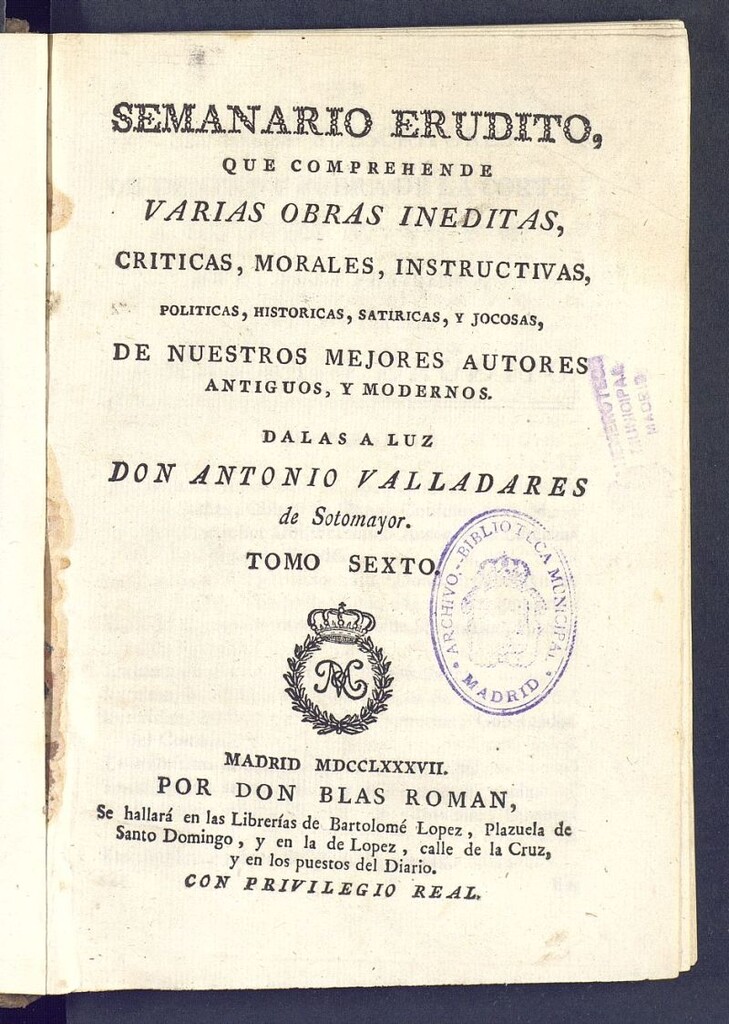 SEMANARIO ERUDITO,
QUE COMPREHENDE
VARIAS OBRAS INEDITAS,
CRITICAS, MORALES, INSTRUCTIVAS,
POLITICAS, HISTORICAS, SATIRICAS, Y JOCOSAS,
DE NUESTROS MEJORES AUTORES
ANTIGUOS, Y MODERNOS.
DALAS A LUZ
DON ANTONIO VALLADARES
de Sotomayor.
TOMO SEXTO.
MADRID MDCCLXXXVII.
POR DON BLAS ROMAN,
Se hallará en las Librerías de Bartolomé Lopez, Plazuela de
Santo Domingo, y en la de Lopez, calle de la Cruz,
y en los puestos del Diario.
CON PRIVILEGIO REAL.
HEMEROTECA
MUNICIPAL
MADRID
ARCHIVO.-BIBLIOTECA MUNICIPAL
• MADRID •